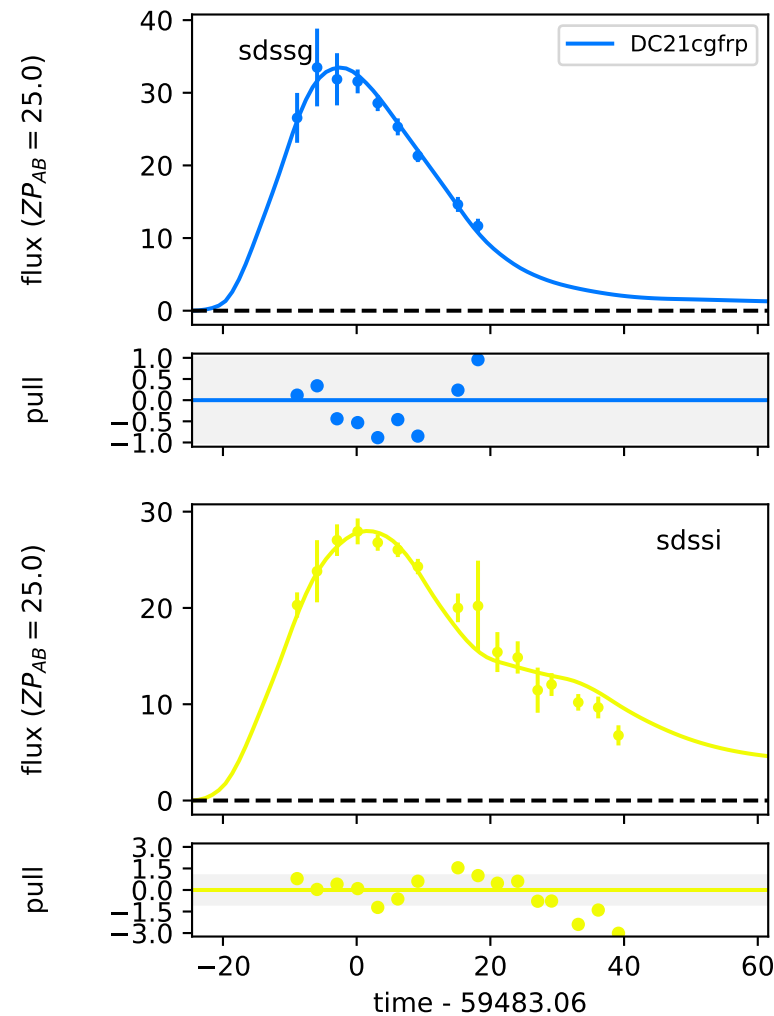 40
sdssg
DC21cgfrp
30
20
10
0
flux (ZP_AB = 25.0)
1.0
0.5
0.0
−0.5
−1.0
pull
30
sdssi
20
10
0
flux (ZP_AB = 25.0)
3.0
1.5
0.0
−1.5
−3.0
pull
−20 0 20 40 60
time - 59483.06